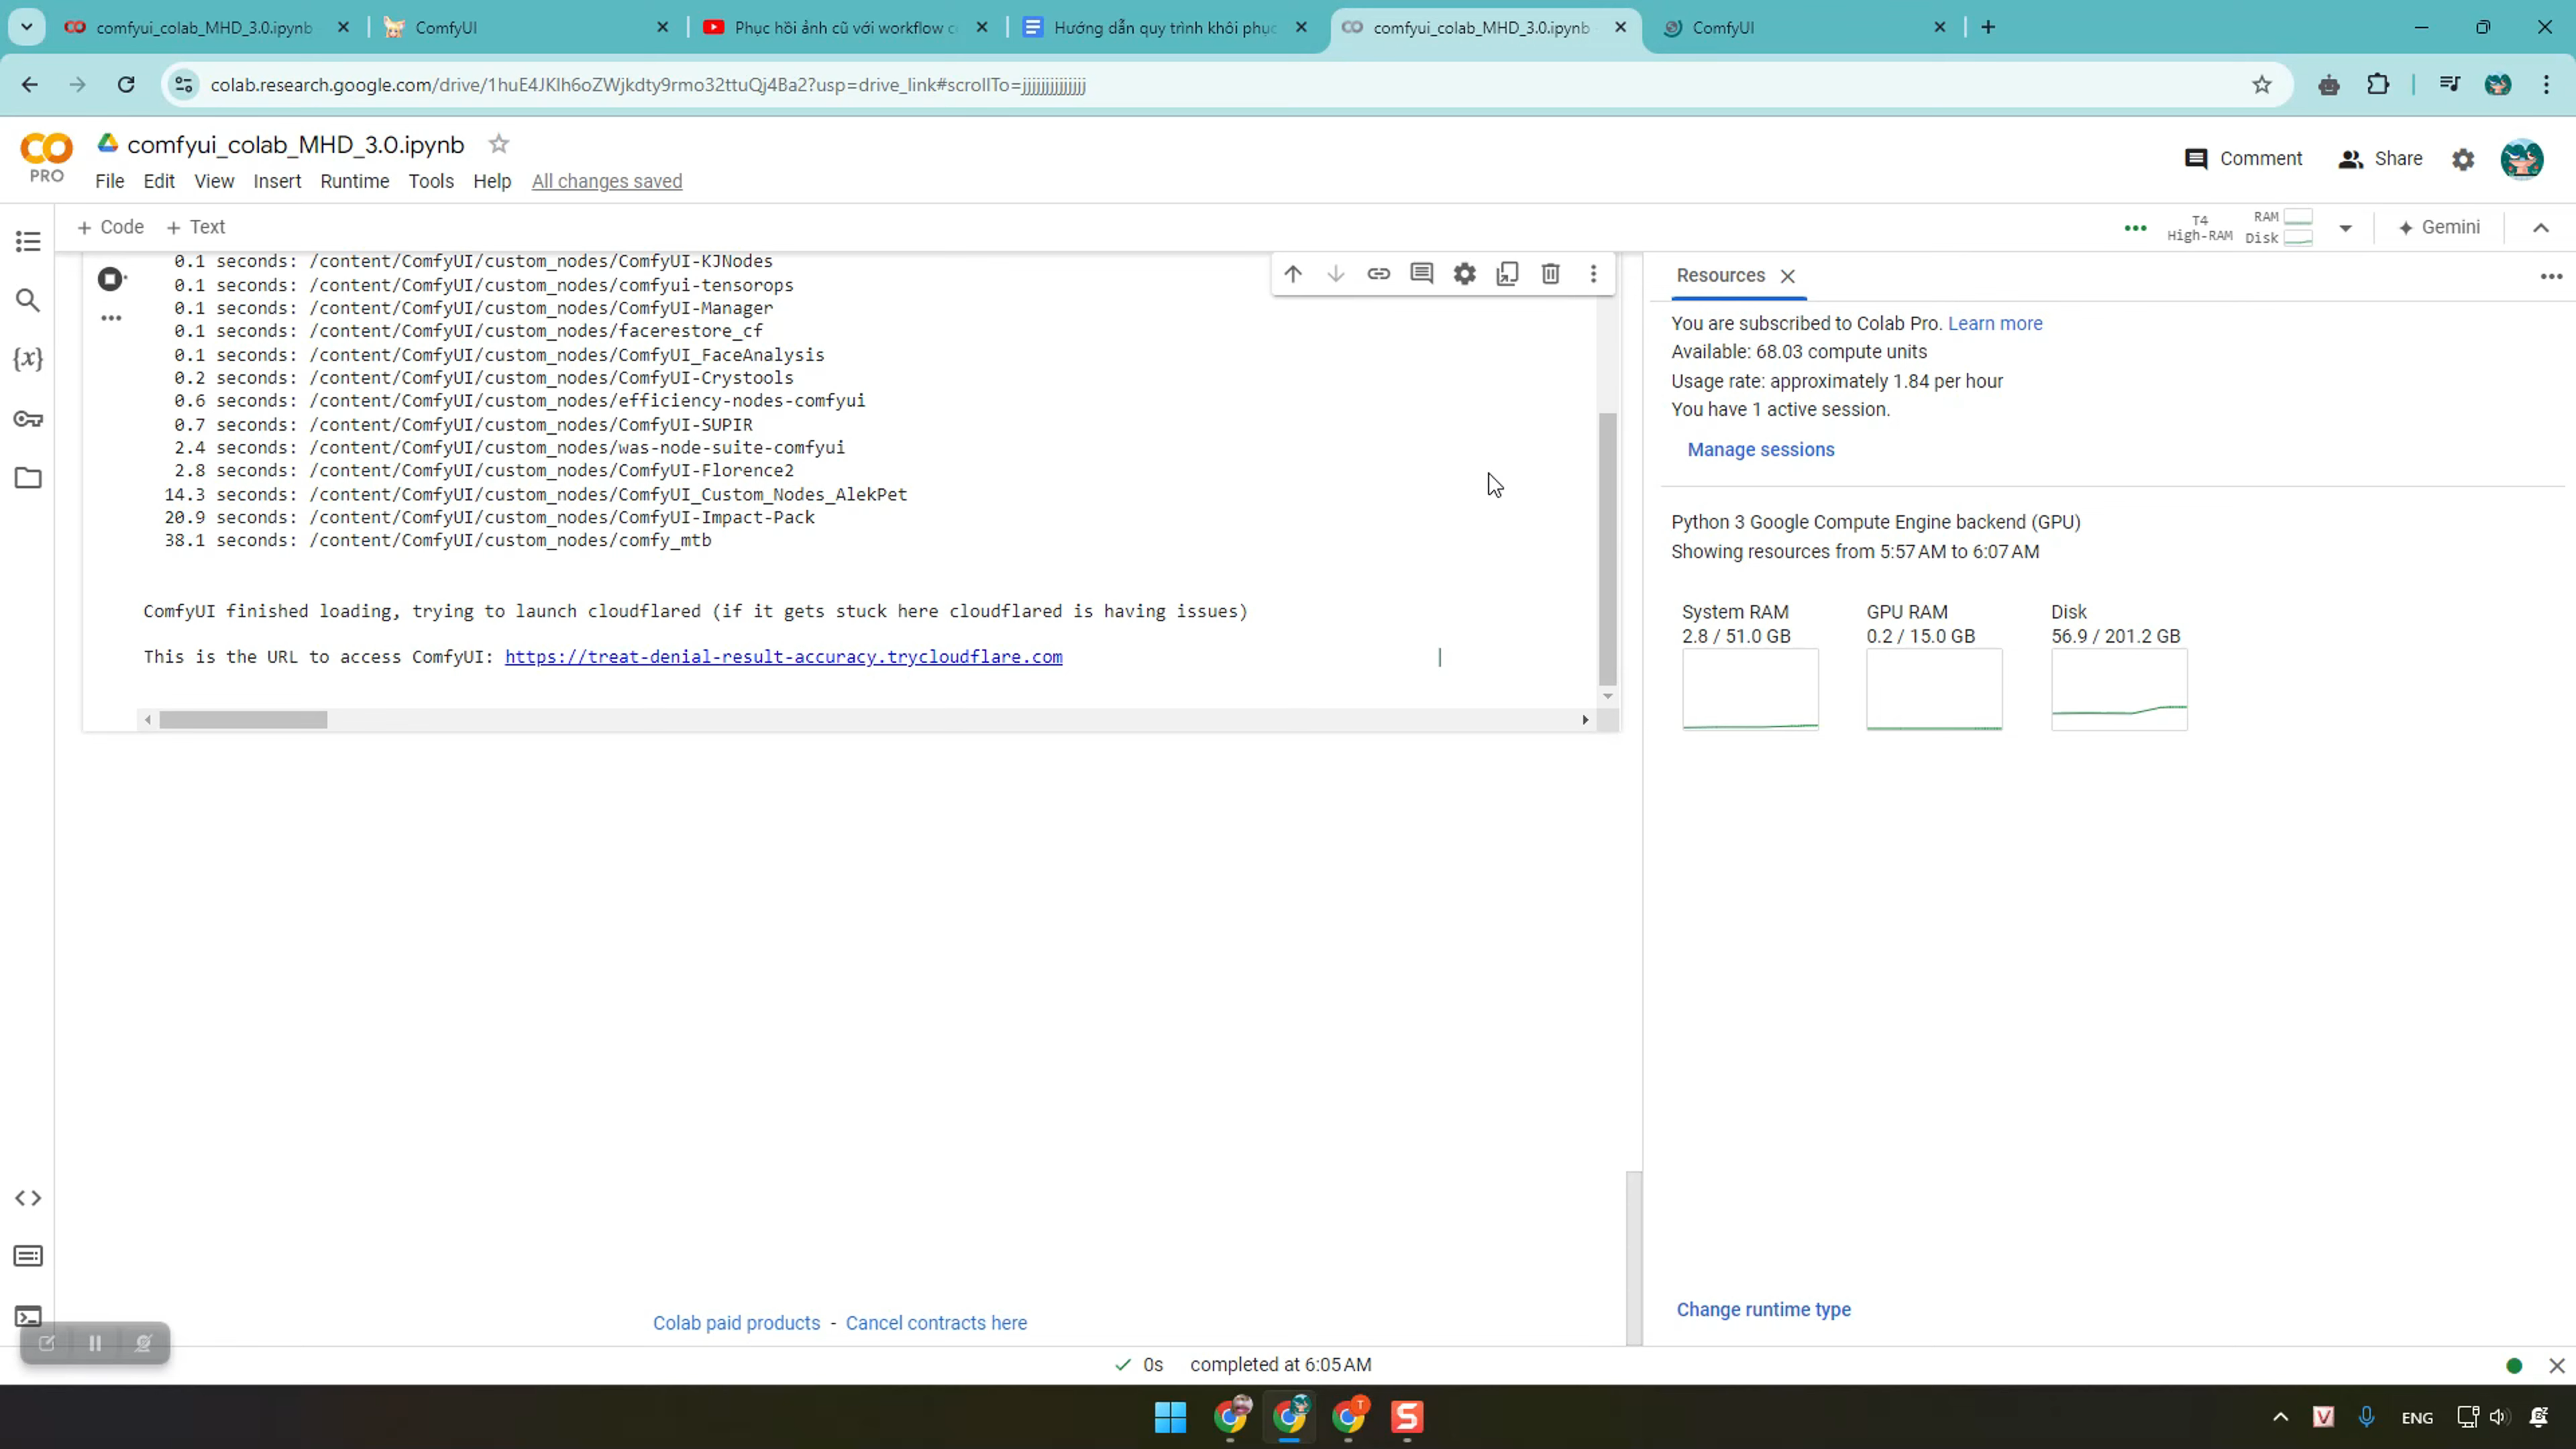 comfyui_colab_MHD_3.0.ipynb
ComfyUI
Phục hồi ảnh cũ với workflow c
Hướng dẫn quy trình khôi phục
comfyui_colab_MHD_3.0.ipynb
ComfyUI
colab.research.google.com/drive/1huE4JKlh6oZWjkdty9rmo32ttuQj4Ba2?usp=drive_link#scrollTo=jjjjjjjjjjjjjj
CO
PRO
comfyui_colab_MHD_3.0.ipynb
Comment
Share
File
Edit
View
Insert
Runtime
Tools
Help
All changes saved
+ Code
+ Text
T4
High-RAM
RAM
Disk
Gemini
0.1 seconds: /content/ComfyUI/custom_nodes/ComfyUI-KJNodes
0.1 seconds: /content/ComfyUI/custom_nodes/comfyui-tensorops
0.1 seconds: /content/ComfyUI/custom_nodes/ComfyUI-Manager
0.1 seconds: /content/ComfyUI/custom_nodes/facerestore_cf
0.1 seconds: /content/ComfyUI/custom_nodes/ComfyUI_FaceAnalysis
0.2 seconds: /content/ComfyUI/custom_nodes/ComfyUI-Crystools
0.6 seconds: /content/ComfyUI/custom_nodes/efficiency-nodes-comfyui
0.7 seconds: /content/ComfyUI/custom_nodes/ComfyUI-SUPIR
2.4 seconds: /content/ComfyUI/custom_nodes/was-node-suite-comfyui
2.8 seconds: /content/ComfyUI/custom_nodes/ComfyUI-Florence2
14.3 seconds: /content/ComfyUI/custom_nodes/ComfyUI_Custom_Nodes_AlekPet
20.9 seconds: /content/ComfyUI/custom_nodes/ComfyUI-Impact-Pack
38.1 seconds: /content/ComfyUI/custom_nodes/comfy_mtb
ComfyUI finished loading, trying to launch cloudflared (if it gets stuck here cloudflared is having issues)
This is the URL to access ComfyUI: https://treat-denial-result-accuracy.trycloudflare.com
Resources
You are subscribed to Colab Pro. Learn more
Available: 68.03 compute units
Usage rate: approximately 1.84 per hour
You have 1 active session.
Manage sessions
Python 3 Google Compute Engine backend (GPU)
Showing resources from 5:57 AM to 6:07 AM
System RAM
2.8 / 51.0 GB
GPU RAM
0.2 / 15.0 GB
Disk
56.9 / 201.2 GB
Change runtime type
Colab paid products - Cancel contracts here
0s completed at 6:05 AM
ENG